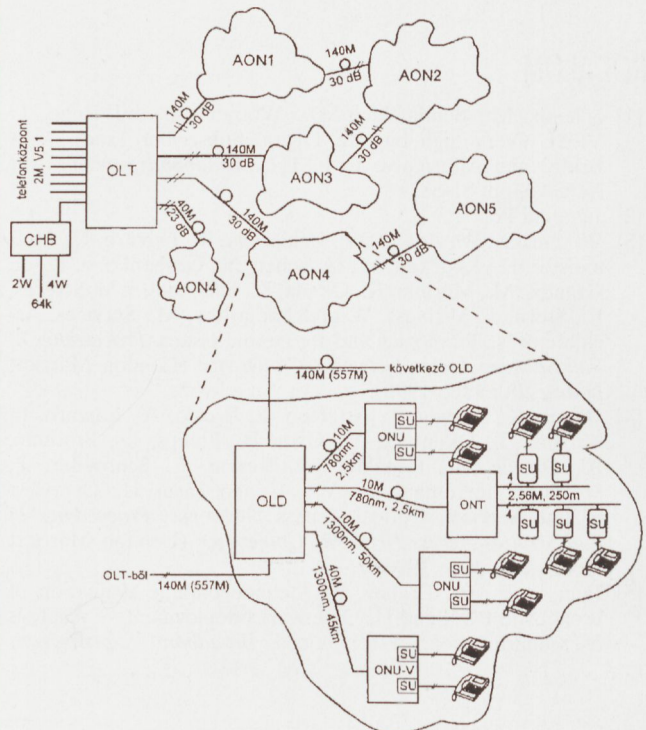 AON1
140M
30 dB
AON2
140M
30 dB
telefonközpont
2M, V5.1
OLT
140M
30 dB
140M
30 dB
AON3
140M
30 dB
AON5
CHB
2W
4W
64k
40M
23 dB
AON4
140M
30 dB
AON4
140M
30 dB
140M (557M)
következő OLD
OLD
10M
780nm
2,5km
ONU
SU
SU
10M
780nm, 2,5km
ONT
SU
SU
4
2,56M, 250m
4
SU
SU
SU
10M
1300nm, 50km
ONU
SU
SU
OLT-ből
140M (557M)
40M
1300nm, 45km
ONU-V
SU
SU